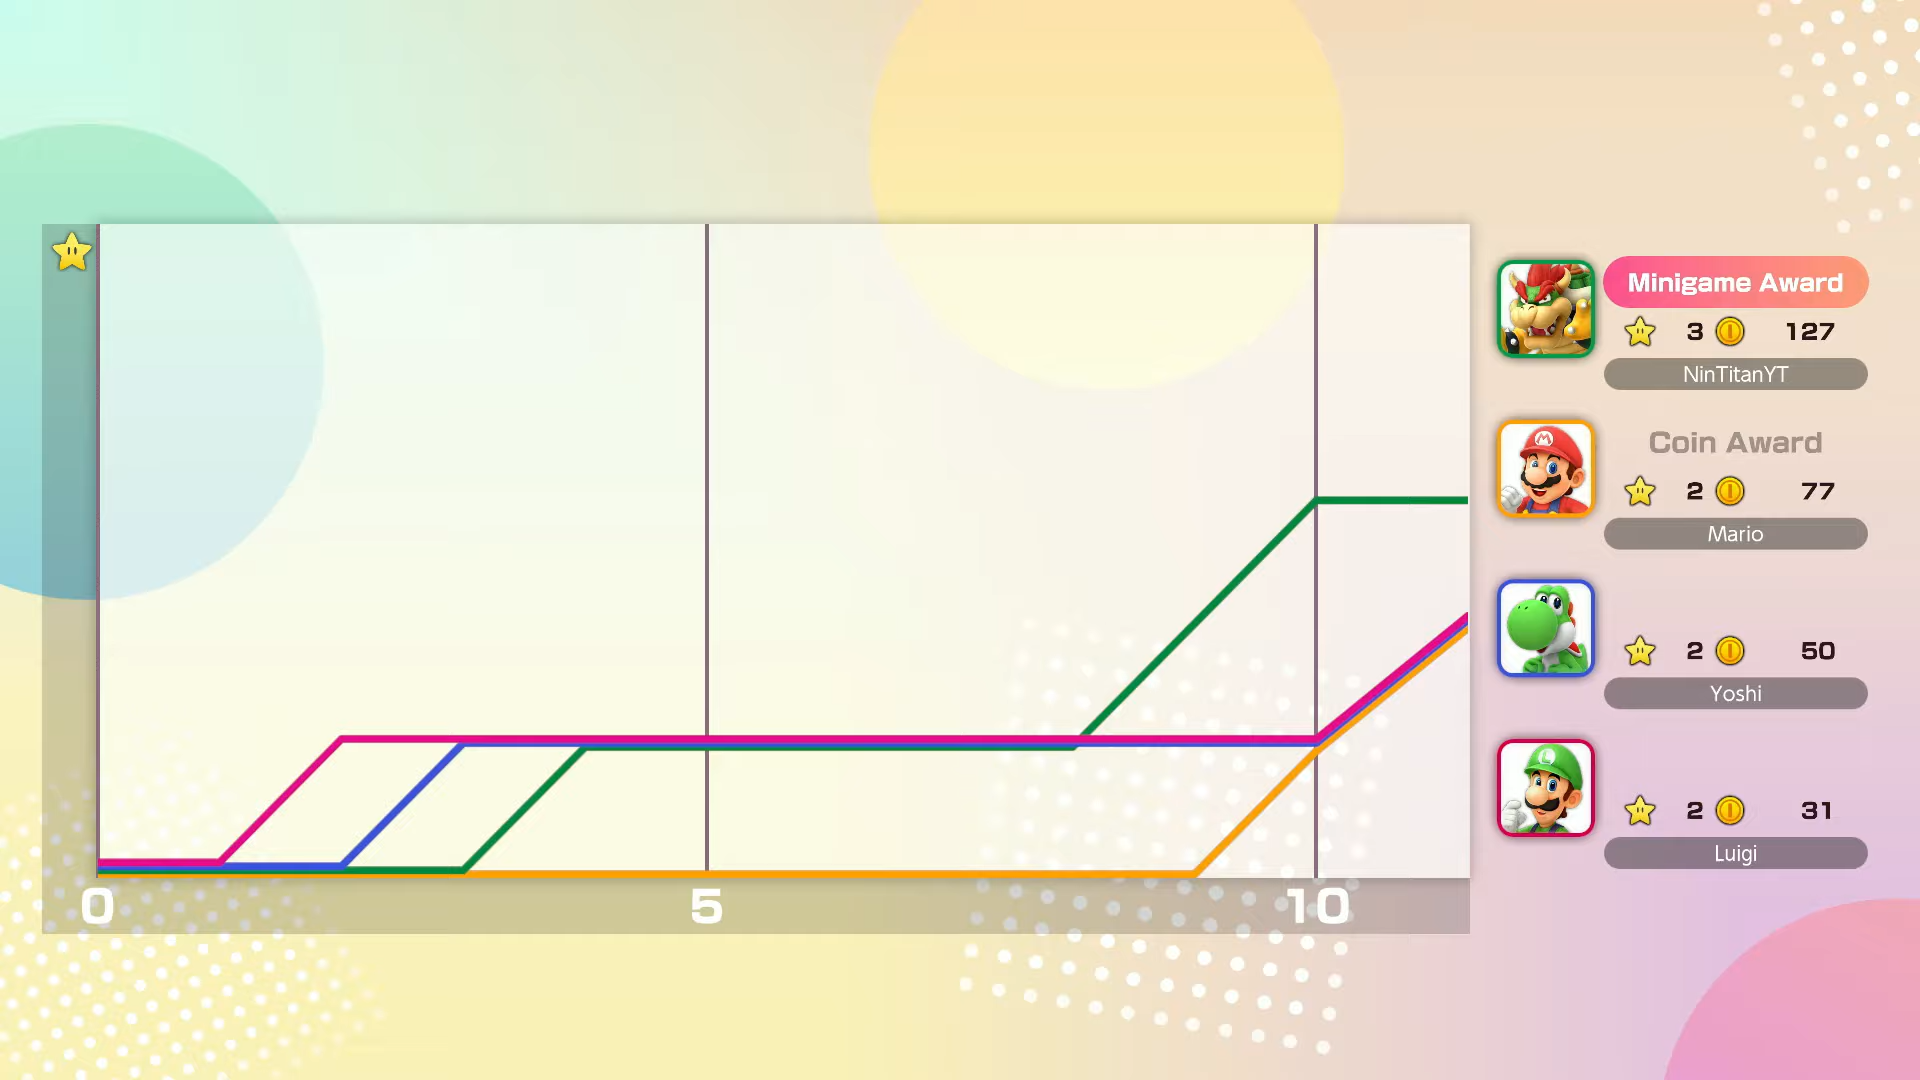 Minigame Award
3 127
NinTitanYT
Coin Award
2 77
Mario
2 50
Yoshi
2 31
Luigi
0 5 10